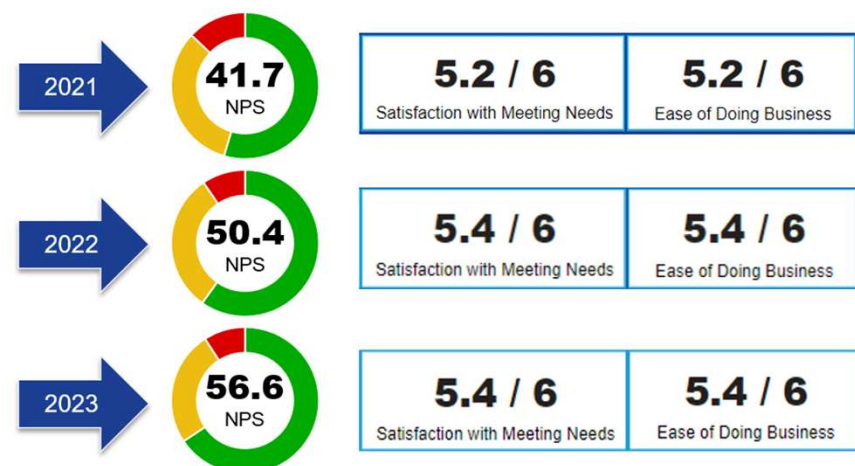 2021
41.7
NPS
5.2 / 6
Satisfaction with Meeting Needs
5.2 / 6
Ease of Doing Business
2022
50.4
NPS
5.4 / 6
Satisfaction with Meeting Needs
5.4 / 6
Ease of Doing Business
2023
56.6
NPS
5.4 / 6
Satisfaction with Meeting Needs
5.4 / 6
Ease of Doing Business